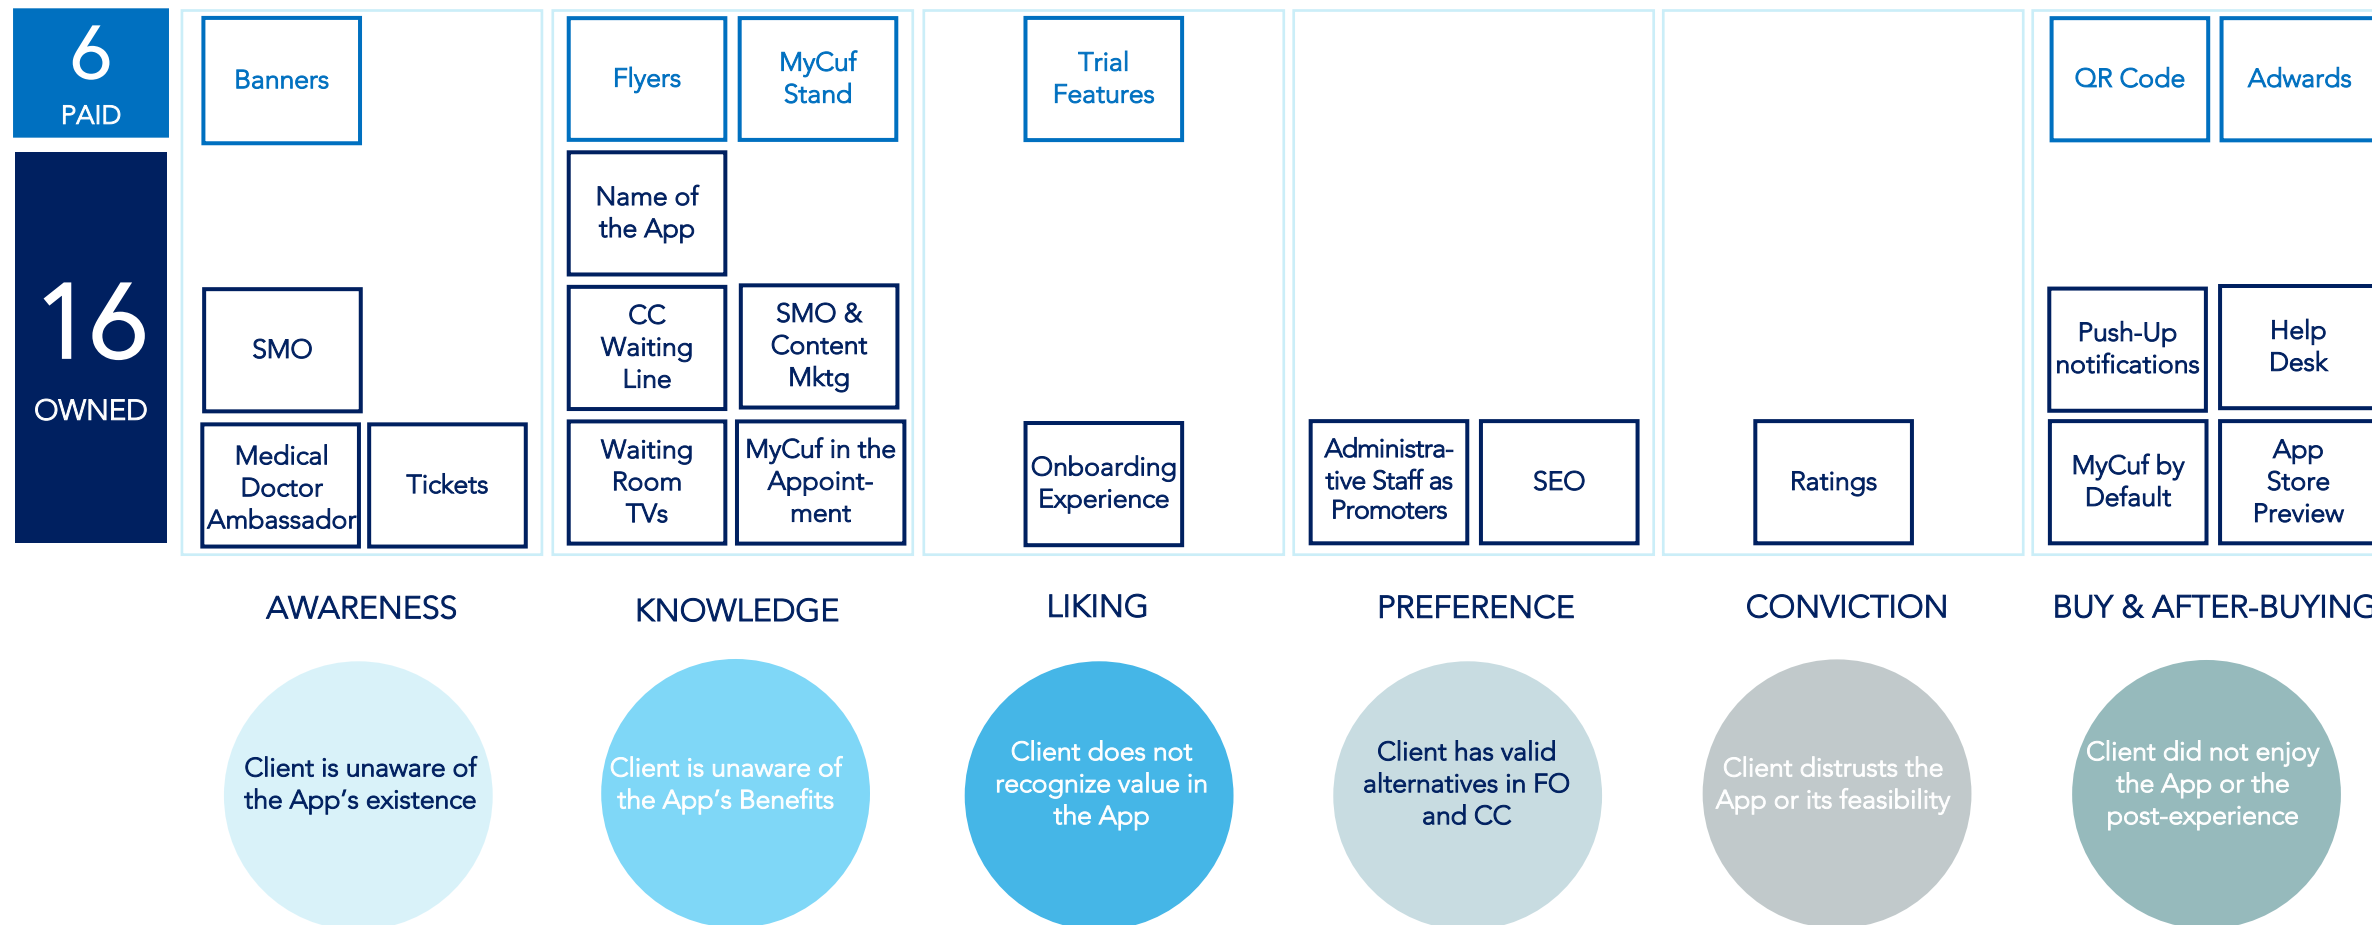 6
PAID
Banners
Flyers
MyCuf
Stand
Trial
Features
QR Code
Adwards
16
OWNED
Name of
the App
SMO
CC
Waiting
Line
SMO &
Content
Mktg
Push-Up
notifications
Help
Desk
Medical
Doctor
Ambassador
Tickets
Waiting
Room
TVs
MyCuf in the
Appoint-
ment
Onboarding
Experience
Administra-
tive Staff as
Promoters
SEO
Ratings
MyCuf by
Default
App
Store
Preview
AWARENESS
KNOWLEDGE
LIKING
PREFERENCE
CONVICTION
BUY & AFTER-BUYING
Client is unaware of
the App's existence
Client is unaware of
the App's Benefits
Client does not
recognize value in
the App
Client has valid
alternatives in FO
and CC
Client distrusts the
App or its feasibility
Client did not enjoy
the App or the
post-experience